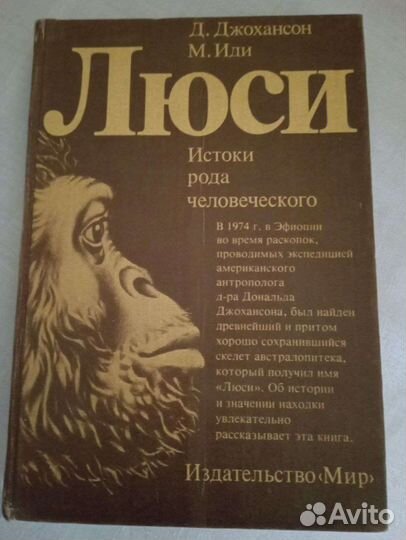 Д. Джохансон
М. Иди
Люси
Истоки
рода
человеческого
В 1974 г. в Эфиопии
во время раскопок,
проводимых экспедицией
американского
антрополога
д-ра Дональда
Джохансона, был найден
древнейший и притом
хорошо сохранившийся
скелет австралопитека,
который получил имя
«Люси». Об истории
и значении находки
увлекательно
рассказывает эта книга.
Издательство «Мир»
Avito